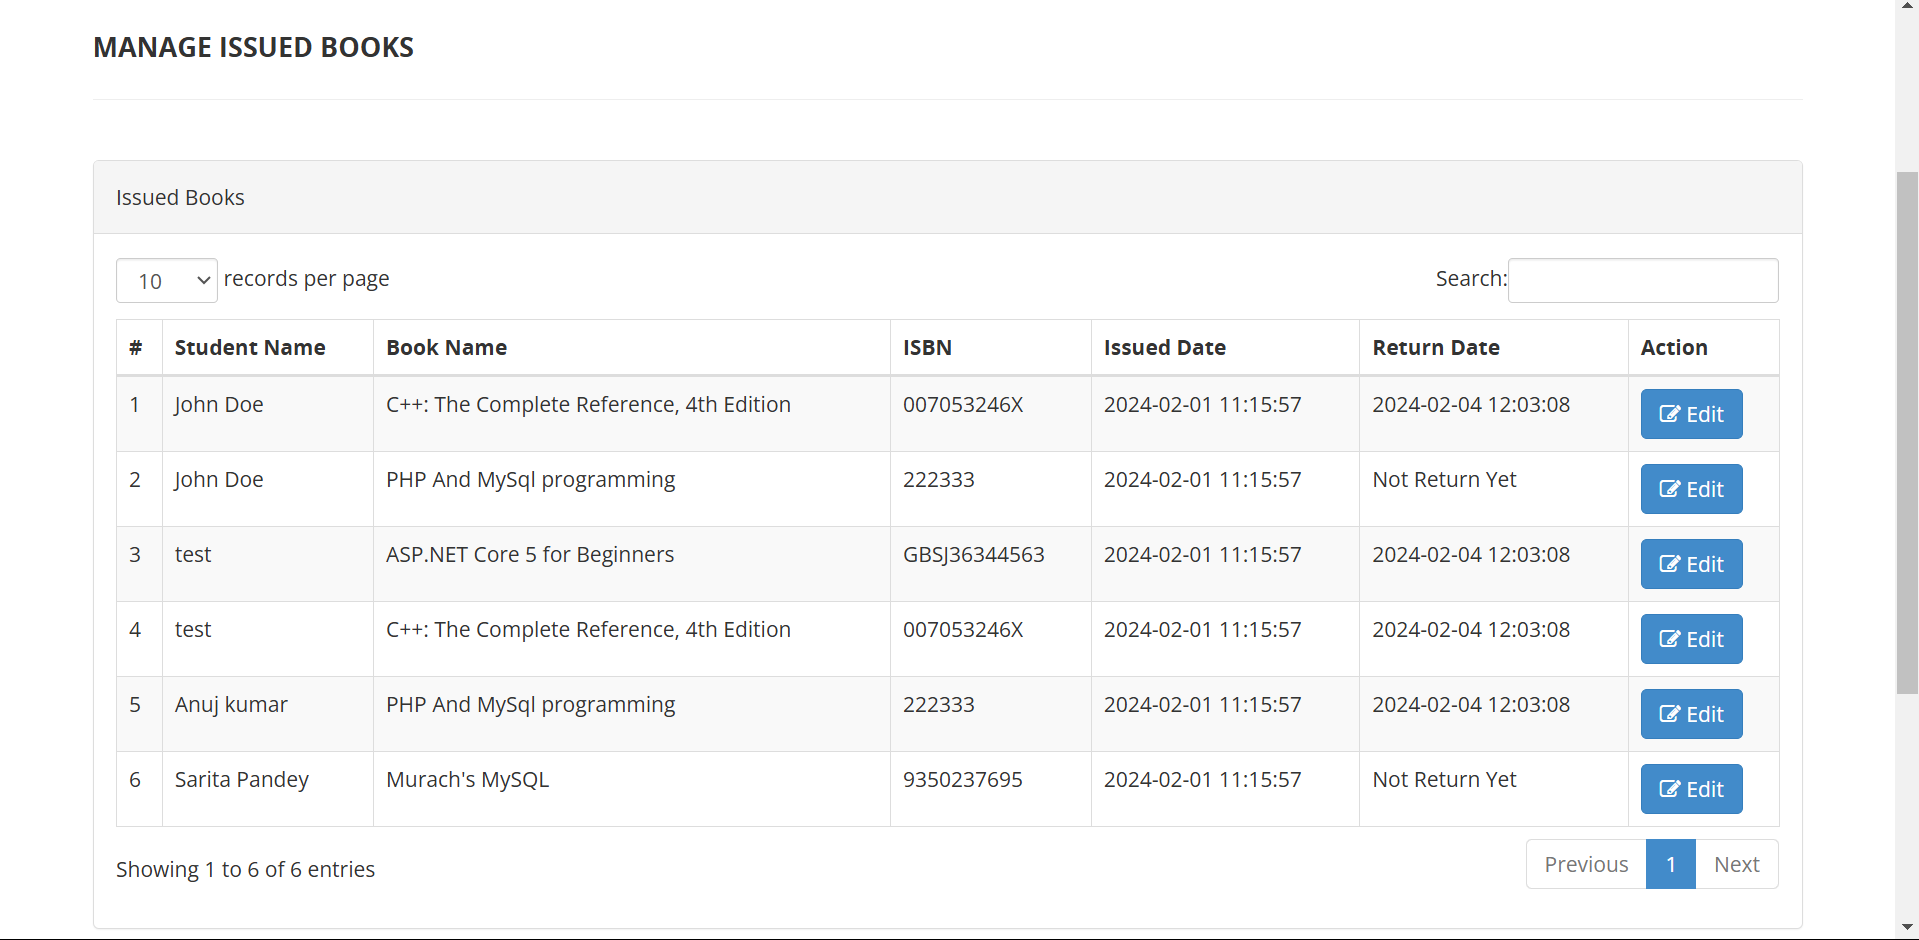 MANAGE ISSUED BOOKS
Issued Books
10 records per page Search:
# Student Name Book Name ISBN Issued Date Return Date Action
1 John Doe C++: The Complete Reference, 4th Edition 007053246X 2024-02-01 11:15:57 2024-02-04 12:03:08 Edit
2 John Doe PHP And MySql programming 222333 2024-02-01 11:15:57 Not Return Yet Edit
3 test ASP.NET Core 5 for Beginners GBSJ36344563 2024-02-01 11:15:57 2024-02-04 12:03:08 Edit
4 test C++: The Complete Reference, 4th Edition 007053246X 2024-02-01 11:15:57 2024-02-04 12:03:08 Edit
5 Anuj kumar PHP And MySql programming 222333 2024-02-01 11:15:57 2024-02-04 12:03:08 Edit
6 Sarita Pandey Murach's MySQL 9350237695 2024-02-01 11:15:57 Not Return Yet Edit
Showing 1 to 6 of 6 entries Previous 1 Next